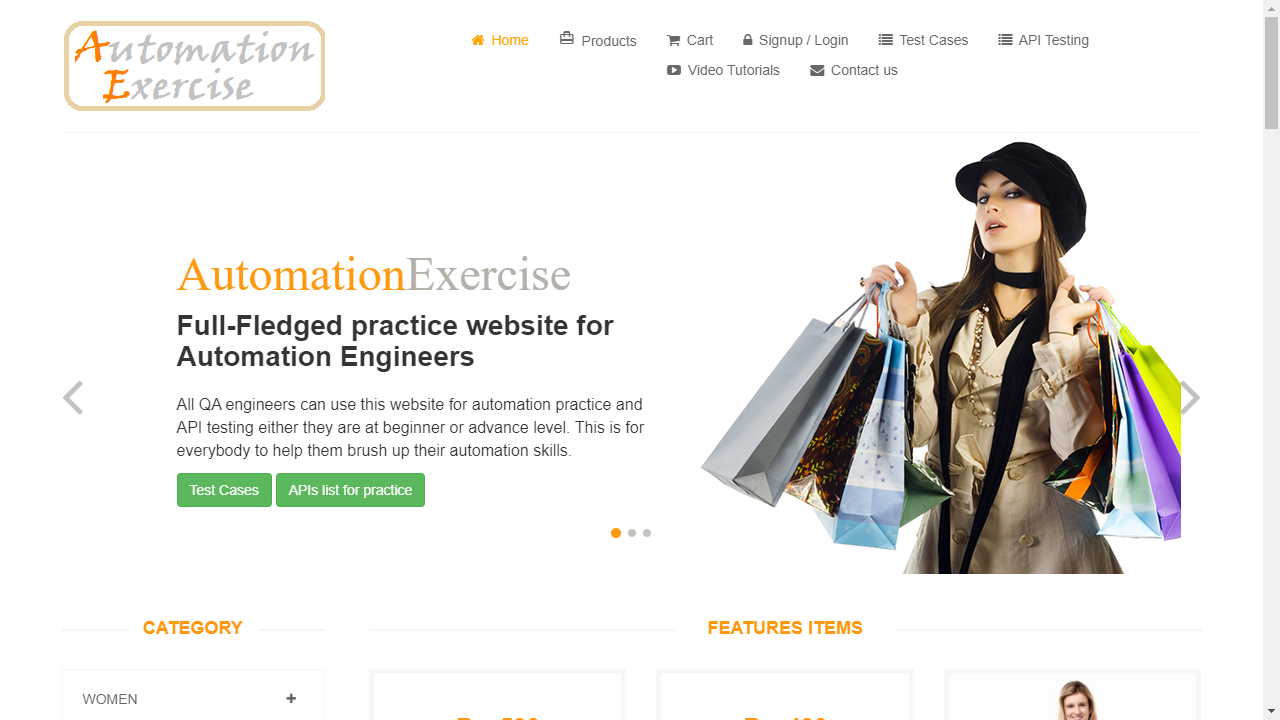 Automation
Exercise
Home
Products
Cart
Signup / Login
Test Cases
API Testing
Video Tutorials
Contact us
AutomationExercise
Full-Fledged practice website for
Automation Engineers
All QA engineers can use this website for automation practice and
API testing either they are at beginner or advance level. This is for
everybody to help them brush up their automation skills.
Test Cases
APIs list for practice
CATEGORY
FEATURES ITEMS
WOMEN